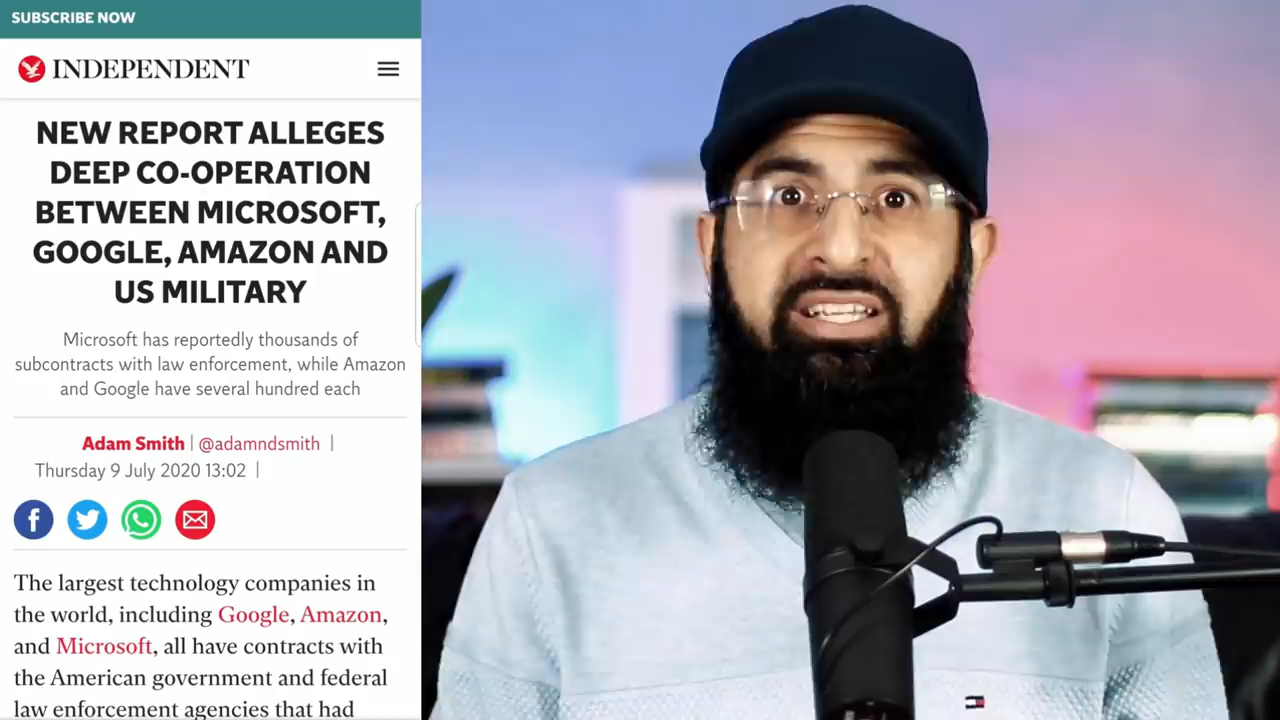 SUBSCRIBE NOW
INDEPENDENT
NEW REPORT ALLEGES
DEEP CO-OPERATION
BETWEEN MICROSOFT,
GOOGLE, AMAZON AND
US MILITARY
Microsoft has reportedly thousands of
subcontracts with law enforcement, while Amazon
and Google have several hundred each
Adam Smith | @adamndsmith |
Thursday 9 July 2020 13:02 |
The largest technology companies in
the world, including Google, Amazon,
and Microsoft, all have contracts with
the American government and federal
law enforcement agencies that had